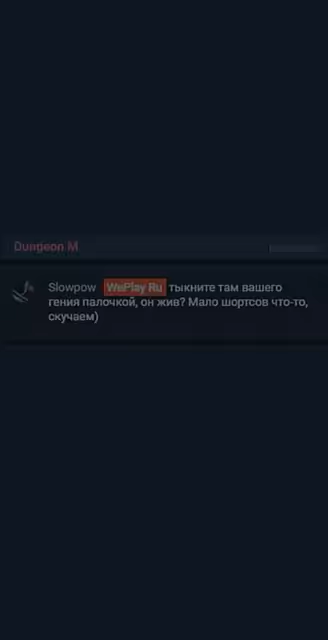 Dungeon M
Slowpow WePlay Ru тыкните там вашего
гения палочкой, он жив? Мало шортсов что-то,
скучаем)